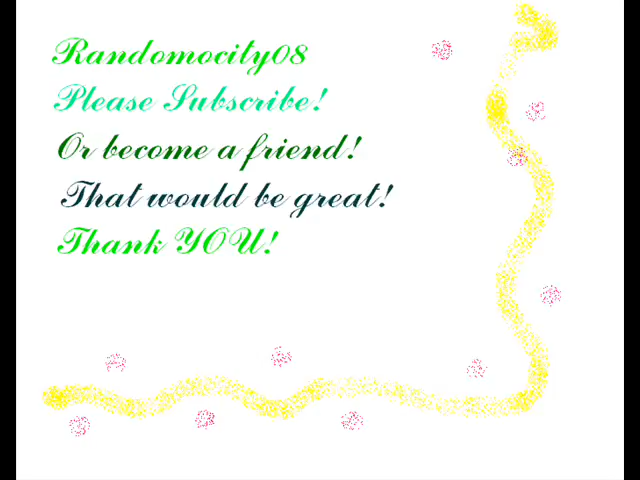 Randomocity08
Please Subscribe!
Or become a friend!
That would be great!
Thank YOU!